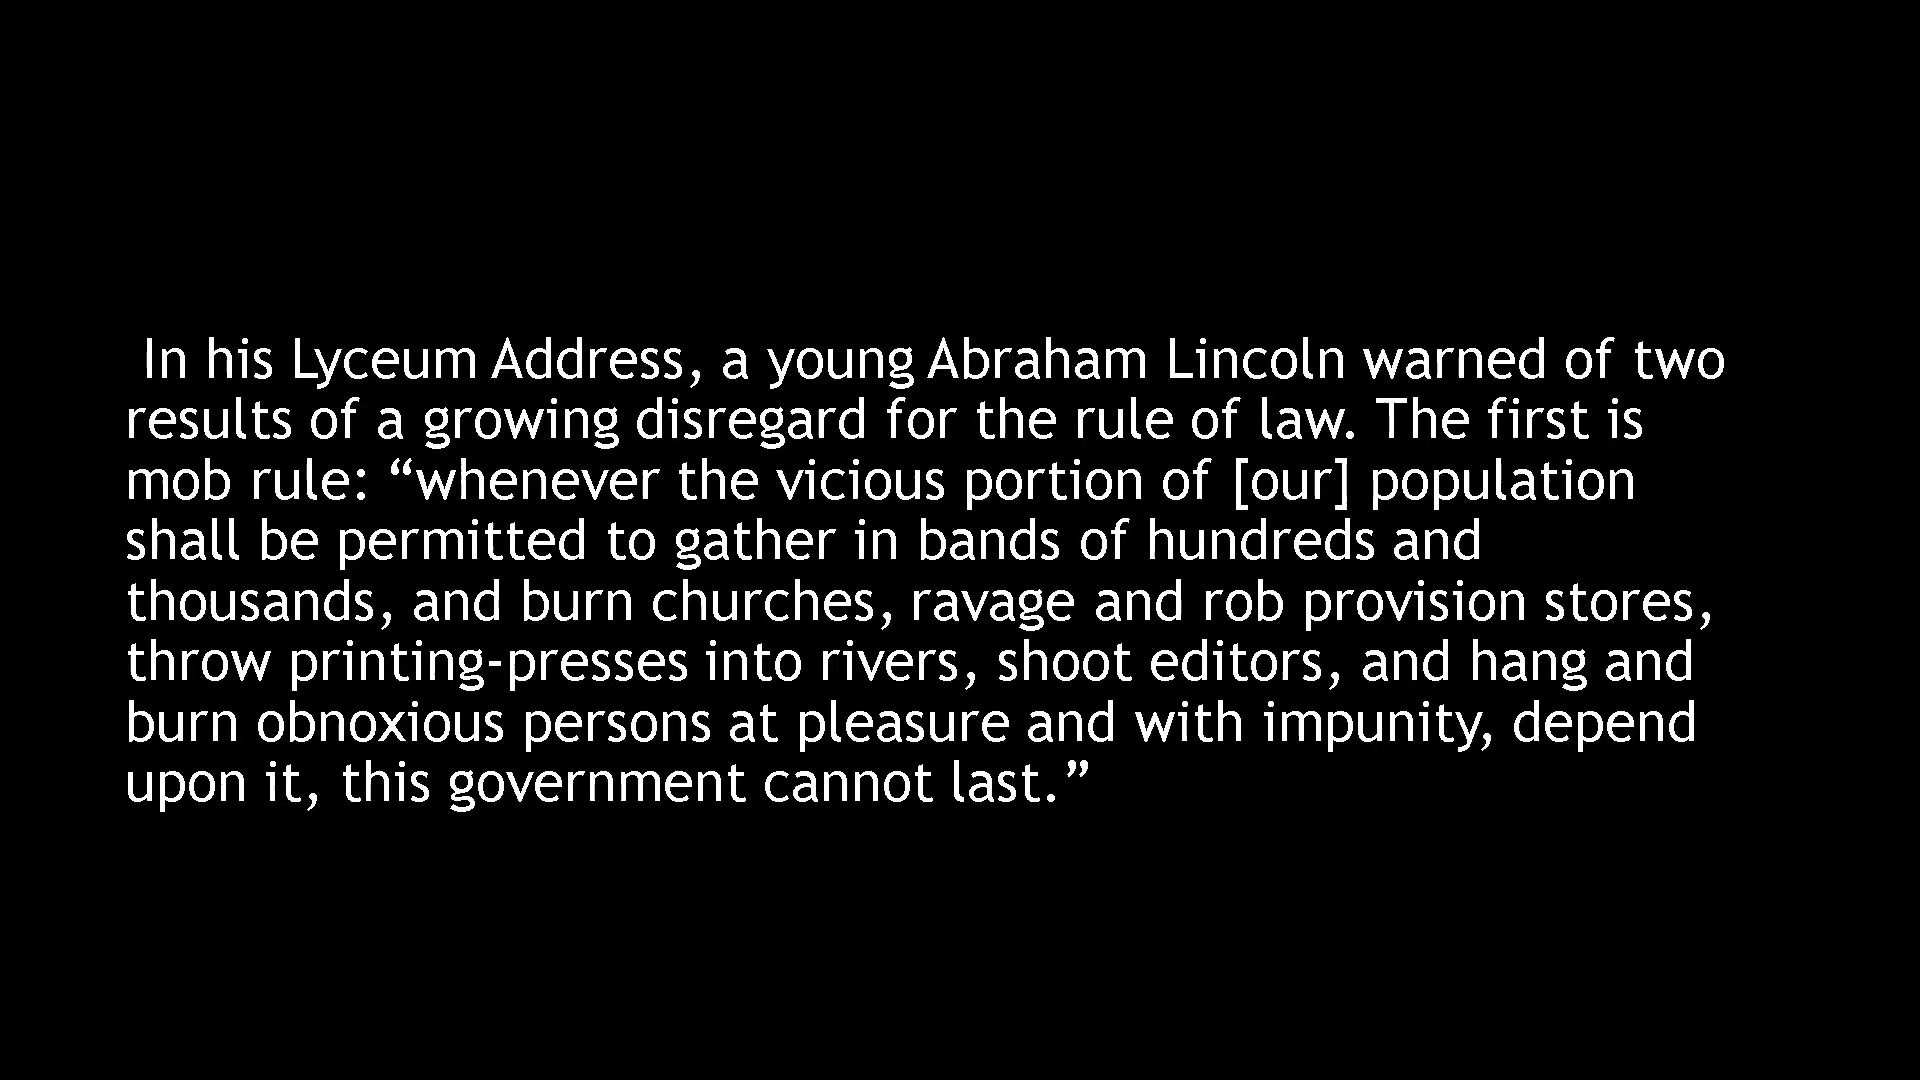 In his Lyceum Address, a young Abraham Lincoln warned of two
results of a growing disregard for the rule of law. The first is
mob rule: “whenever the vicious portion of [our] population
shall be permitted to gather in bands of hundreds and
thousands, and burn churches, ravage and rob provision stores,
throw printing-presses into rivers, shoot editors, and hang and
burn obnoxious persons at pleasure and with impunity, depend
upon it, this government cannot last.”